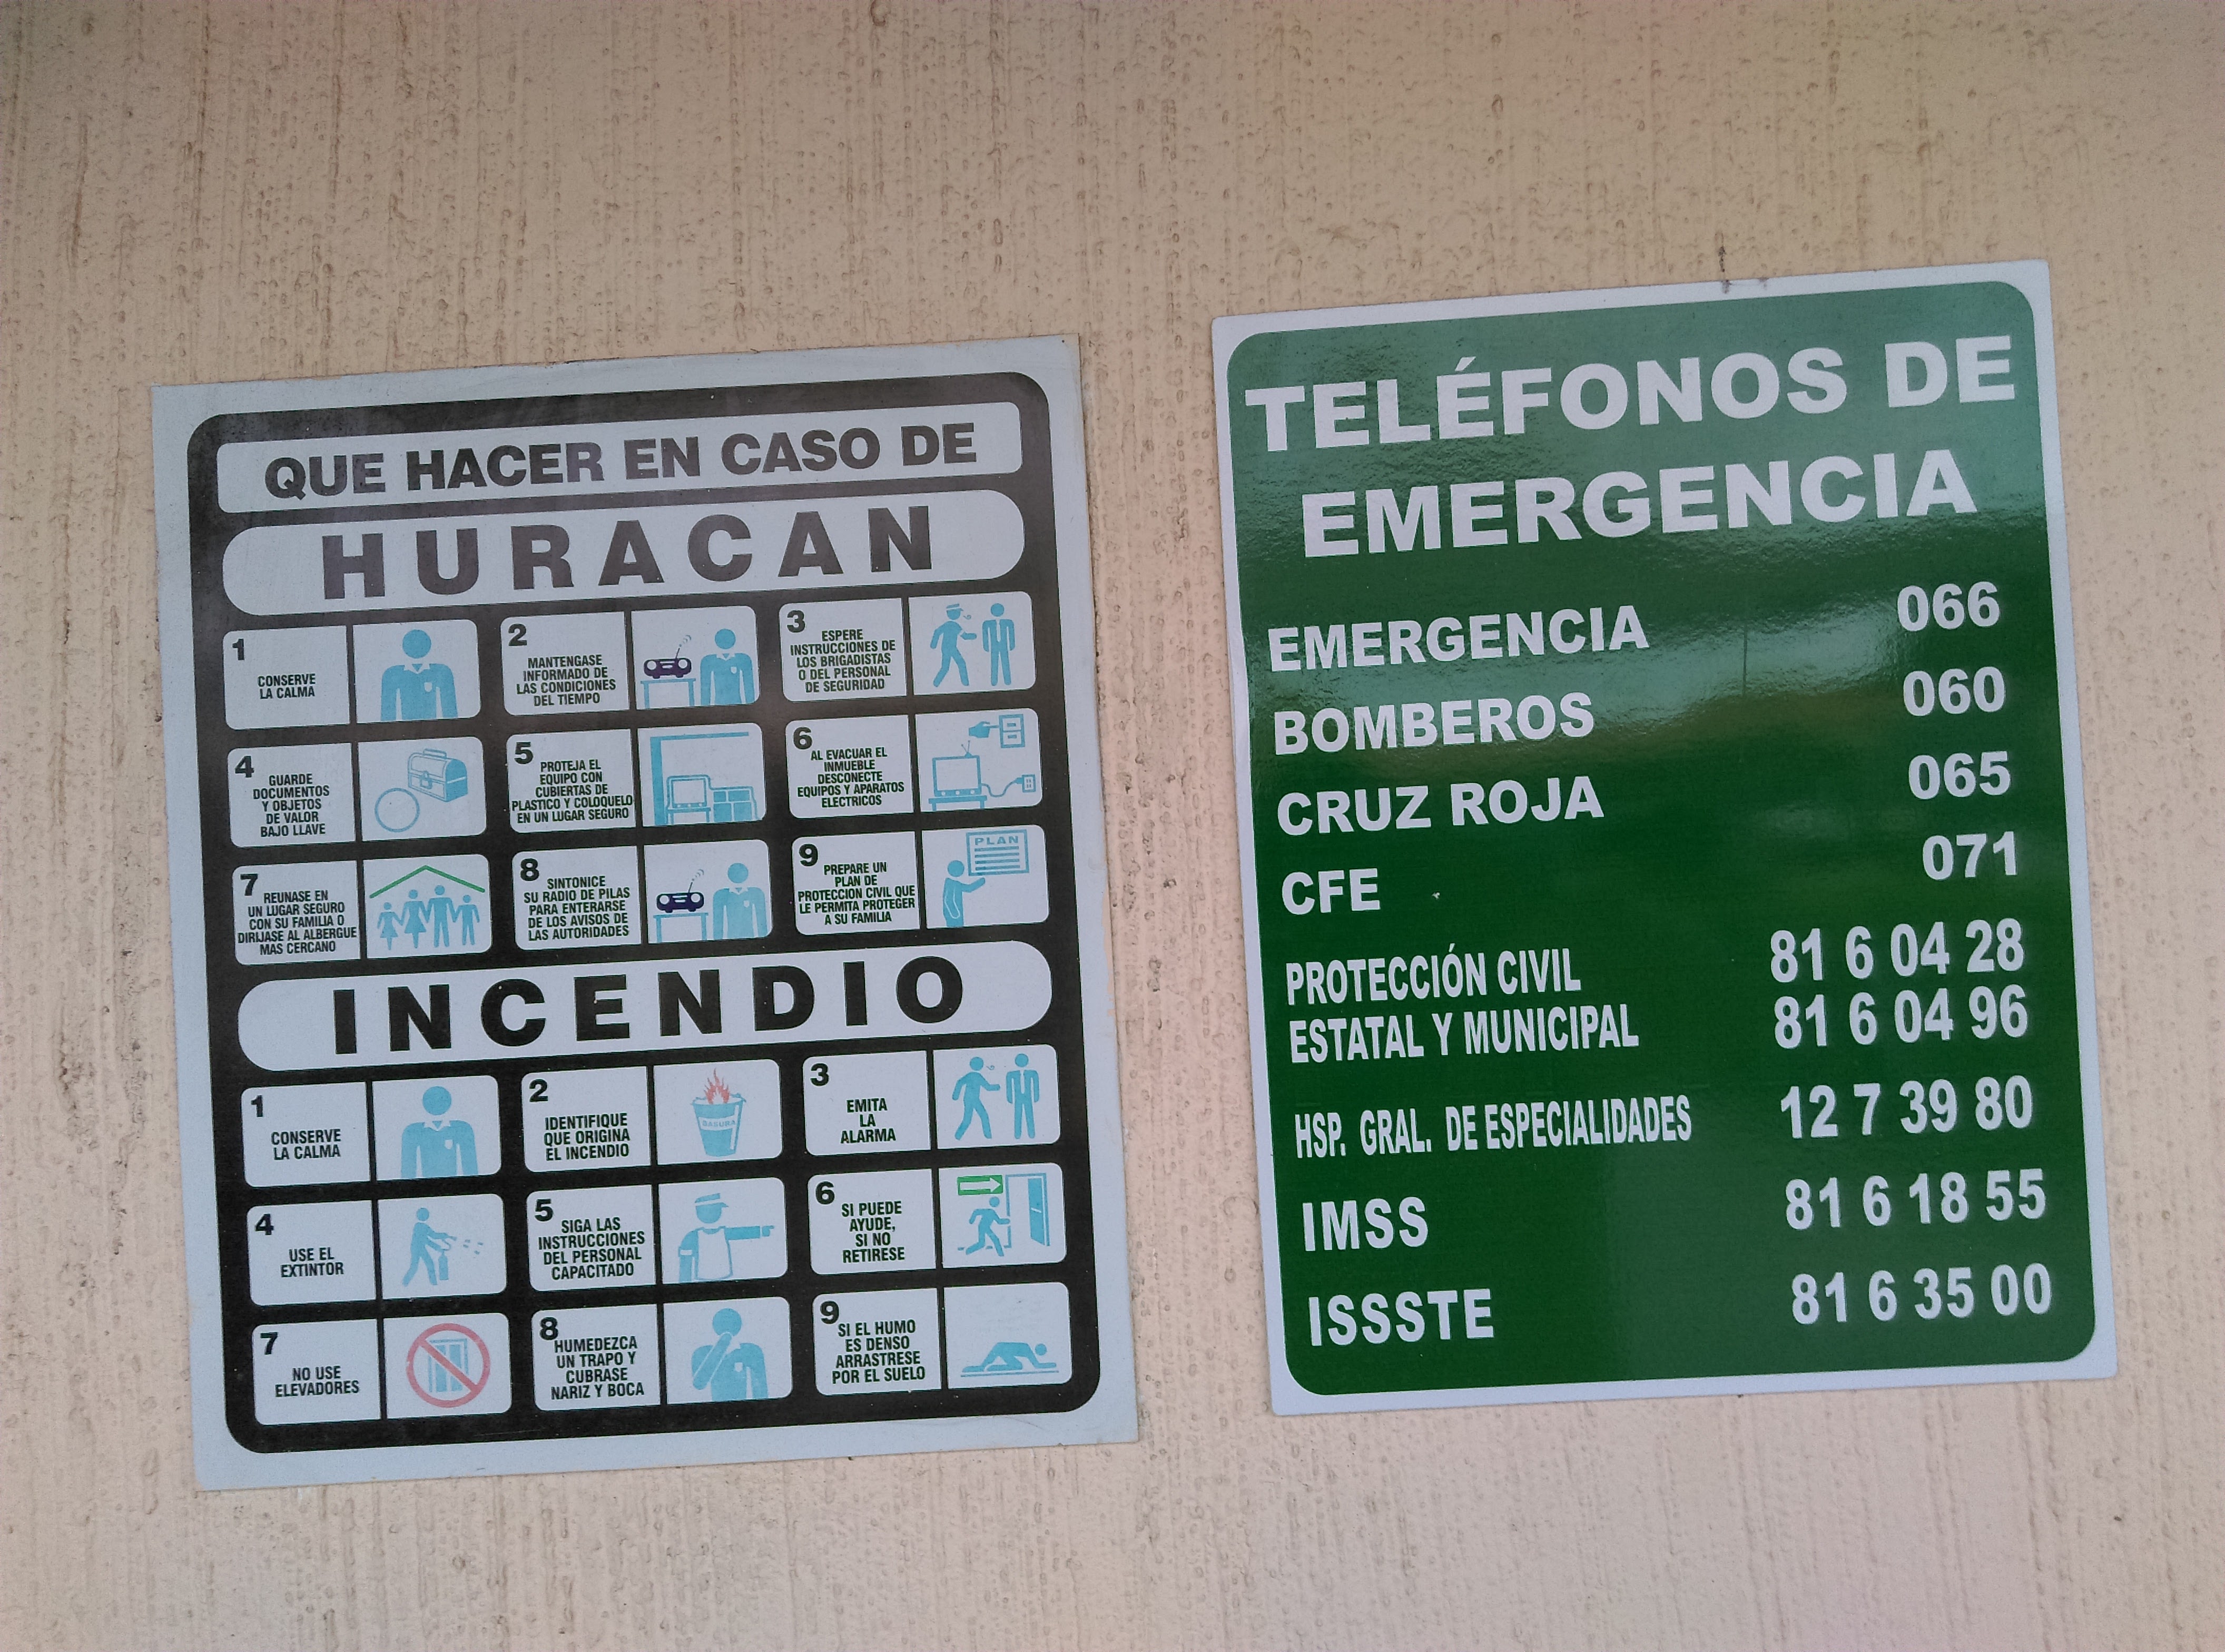 QUE HACER EN CASO DE
HURACAN
1
CONSERVE
LA CALMA
2
MANTENGASE
INFORMADO DE
LAS CONDICIONES
DEL TIEMPO
3
ESPERE
INSTRUCCIONES DE
LOS BRIGADISTAS
O DEL PERSONAL
DE SEGURIDAD
4
GUARDE
DOCUMENTOS
Y OBJETOS
DE VALOR
BAJO LLAVE
5
PROTEJA EL
EQUIPO CON
CUBIERTAS DE
PLASTICO Y COLOQUELO
EN UN LUGAR SEGURO
6
AL EVACUAR EL
INMUEBLE
DESCONECTE
EQUIPOS Y APARATOS
ELECTRICOS
7
REUNASE EN
UN LUGAR SEGURO
CON SU FAMILIA O
DIRIJASE AL ALBERGUE
MAS CERCANO
8
SINTONICE
SU RADIO DE PILAS
PARA ENTERARSE
DE LOS AVISOS DE
LAS AUTORIDADES
9
PREPARE UN
PLAN DE
PROTECCION CIVIL QUE
LE PERMITA PROTEGER
A SU FAMILIA
PLAN
INCENDIO
1
CONSERVE
LA CALMA
2
IDENTIFIQUE
QUE ORIGINA
EL INCENDIO
BASURA
3
EMITA
LA
ALARMA
4
USE EL
EXTINTOR
5
SIGA LAS
INSTRUCCIONES
DEL PERSONAL
CAPACITADO
6
SI PUEDE
AYUDE,
SI NO
RETIRESE
7
NO USE
ELEVADORES
8
HUMEDEZCA
UN TRAPO Y
CUBRASE
NARIZ Y BOCA
9
SI EL HUMO
ES DENSO
ARRASTRESE
POR EL SUELO
TELÉFONOS DE
EMERGENCIA
EMERGENCIA 066
BOMBEROS 060
CRUZ ROJA 065
CFE 071
PROTECCIÓN CIVIL 81 6 04 28
ESTATAL Y MUNICIPAL 81 6 04 96
HSP. GRAL. DE ESPECIALIDADES 12 7 39 80
IMSS 81 6 18 55
ISSSTE 81 6 35 00